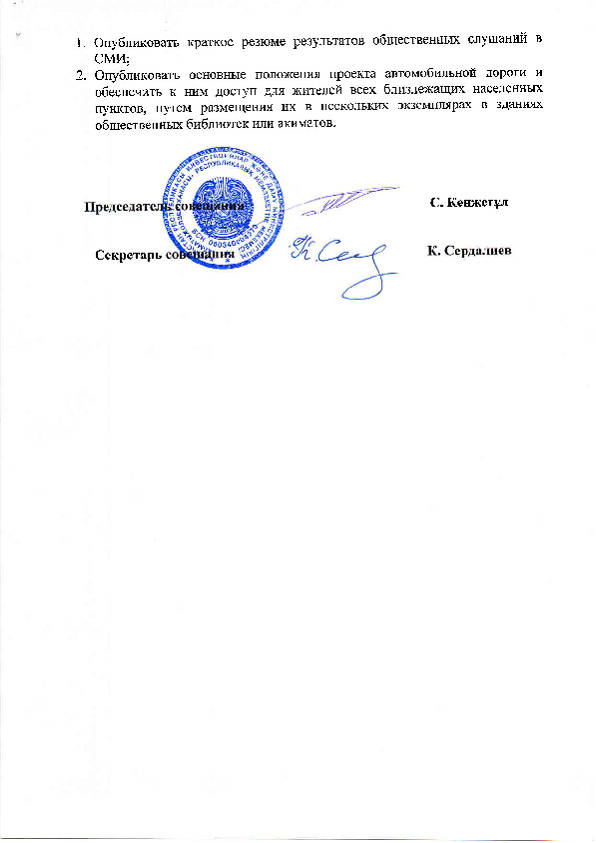 1. Опубликовать краткое резюме результатов общественных слушаний в
СМИ;
2. Опубликовать основные положения проекта автомобильной дороги и
обеспечить к ним доступ для жителей всех близлежащих населенных
пунктов, путем размещения их в нескольких экземплярах в зданиях
общественных библиотек или акиматов.
Председатель совещания С. Кенжегул
Секретарь совещания К. Сердалиев